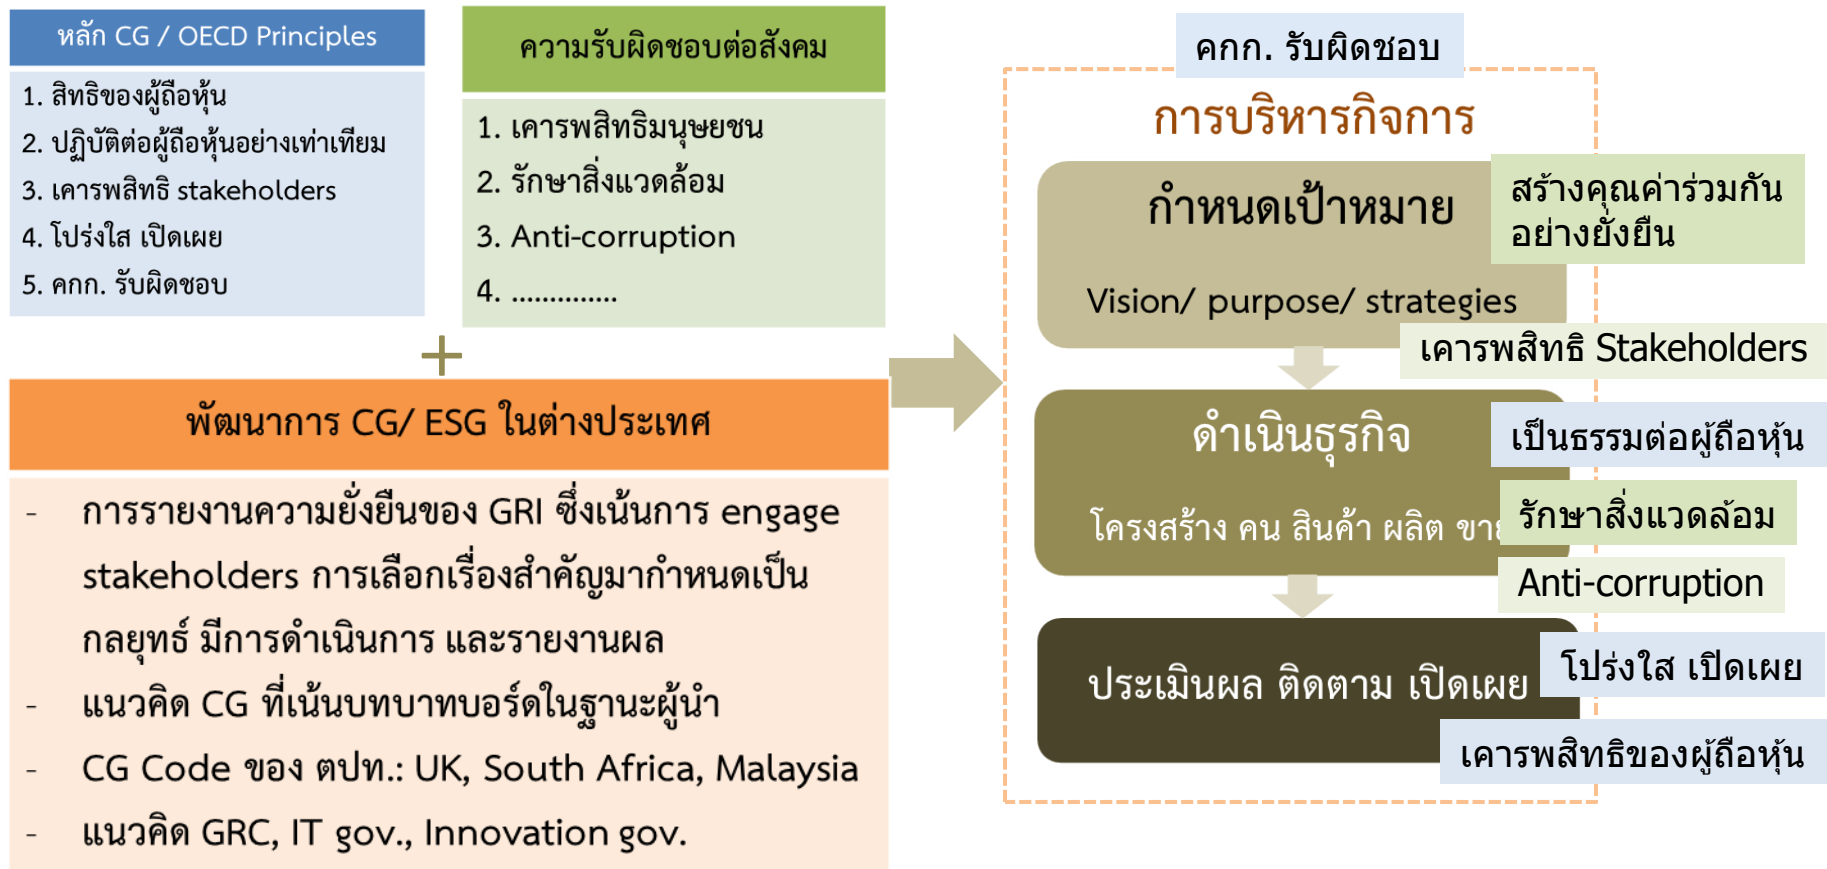 หลัก CG / OECD Principles
1. สิทธิของผู้ถือหุ้น
2. ปฏิบัติต่อผู้ถือหุ้นอย่างเท่าเทียม
3. เคารพสิทธิ stakeholders
4. โปร่งใส เปิดเผย
5. คกก. รับผิดชอบ
ความรับผิดชอบต่อสังคม
1. เคารพสิทธิมนุษยชน
2. รักษาสิ่งแวดล้อม
3. Anti-corruption
4. ..............
+
พัฒนาการ CG/ ESG ในต่างประเทศ
- การรายงานความยั่งยืนของ GRI ซึ่งเน้นการ engage
stakeholders การเลือกเรื่องสำคัญมากำหนดเป็น
กลยุทธ์ มีการดำเนินการ และรายงานผล
- แนวคิด CG ที่เน้นบทบาทบอร์ดในฐานะผู้นำ
- CG Code ของ ตปท.: UK, South Africa, Malaysia
- แนวคิด GRC, IT gov., Innovation gov.
คกก. รับผิดชอบ
การบริหารกิจการ
กำหนดเป้าหมาย
Vision/ purpose/ strategies
สร้างคุณค่าร่วมกัน
อย่างยั่งยืน
เคารพสิทธิ Stakeholders
ดำเนินธุรกิจ
โครงสร้าง คน สินค้า ผลิต ขาย
เป็นธรรมต่อผู้ถือหุ้น
รักษาสิ่งแวดล้อม
Anti-corruption
ประเมินผล ติดตาม เปิดเผย
โปร่งใส เปิดเผย
เคารพสิทธิของผู้ถือหุ้น